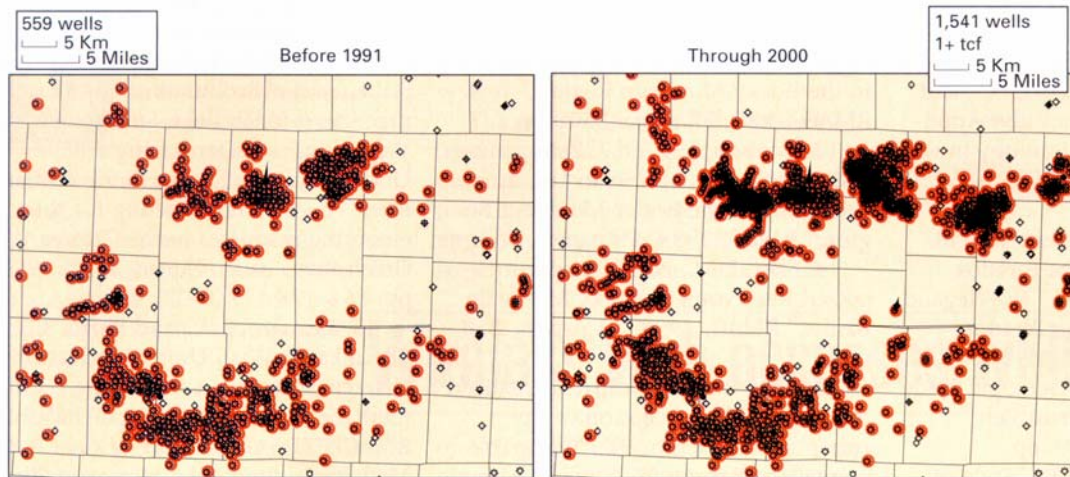 559 wells
5 Km
5 Miles
Before 1991
Through 2000
1,541 wells
1+ tcf
5 Km
5 Miles